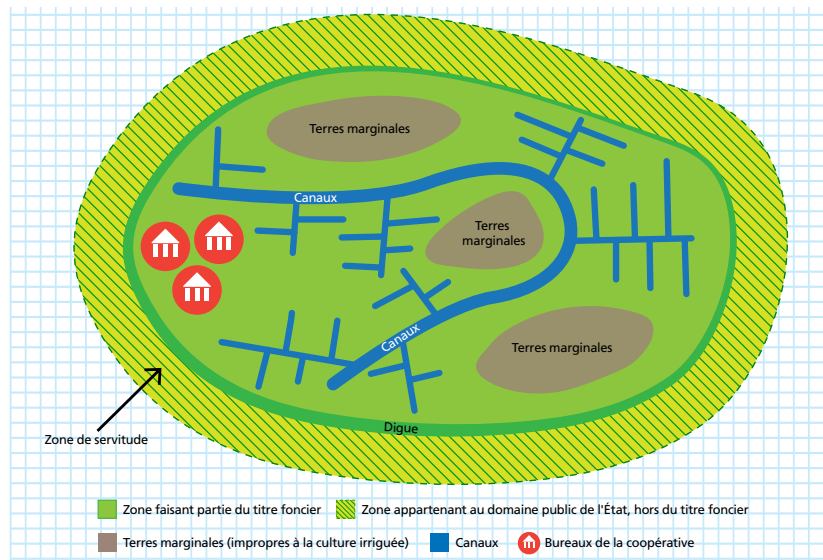 Terres marginales
Canaux
Terres
marginales
Canaux
Terres marginales
Zone de servitude
Digue
Zone faisant partie du titre foncier
Zone appartenant au domaine public de l'État, hors du titre foncier
Terres marginales (impropres à la culture irriguée)
Canaux
Bureaux de la coopérative